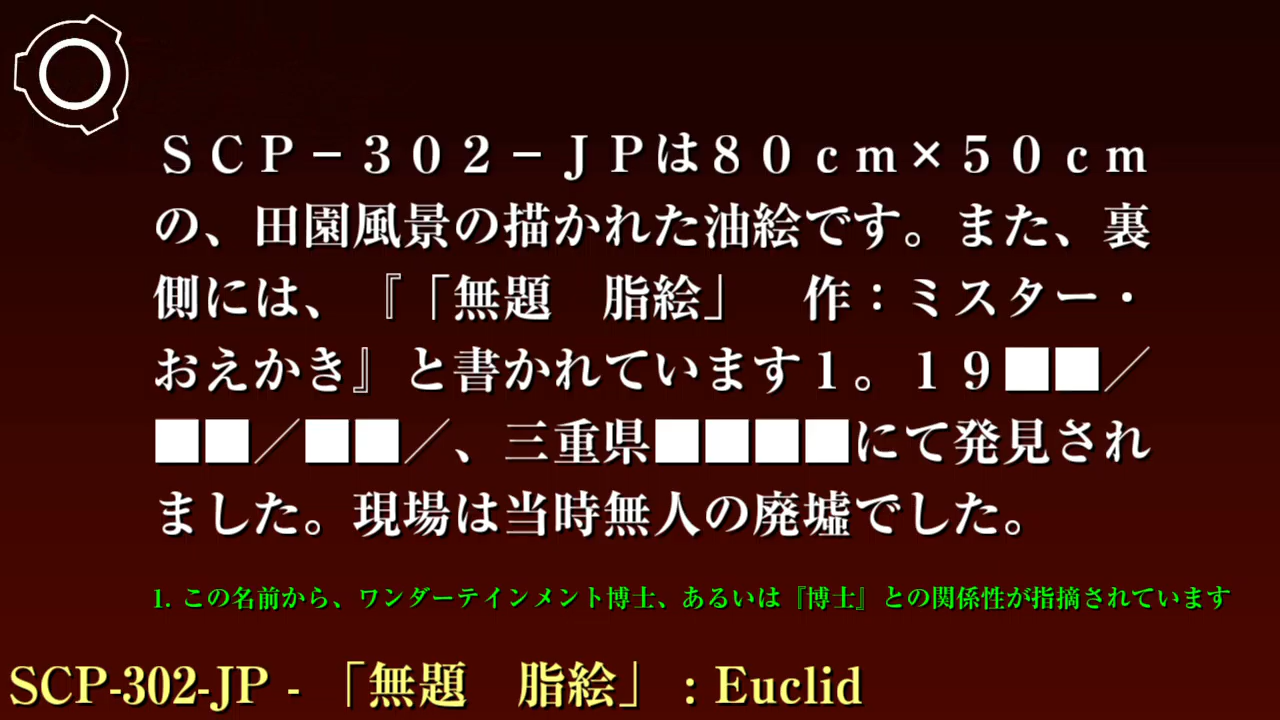 ＳＣＰ－３０２－ＪＰは８０ｃｍ×５０ｃｍ
の、田園風景の描かれた油絵です。また、裏
側には、『「無題　脂絵」　作：ミスター・
おえかき』と書かれています１。１９■■／
■■／■■／、三重県■■■■にて発見され
ました。現場は当時無人の廃墟でした。
1. この名前から、ワンダーテインメント博士、あるいは『博士』との関係性が指摘されています
SCP-302-JP - 「無題　脂絵」 : Euclid